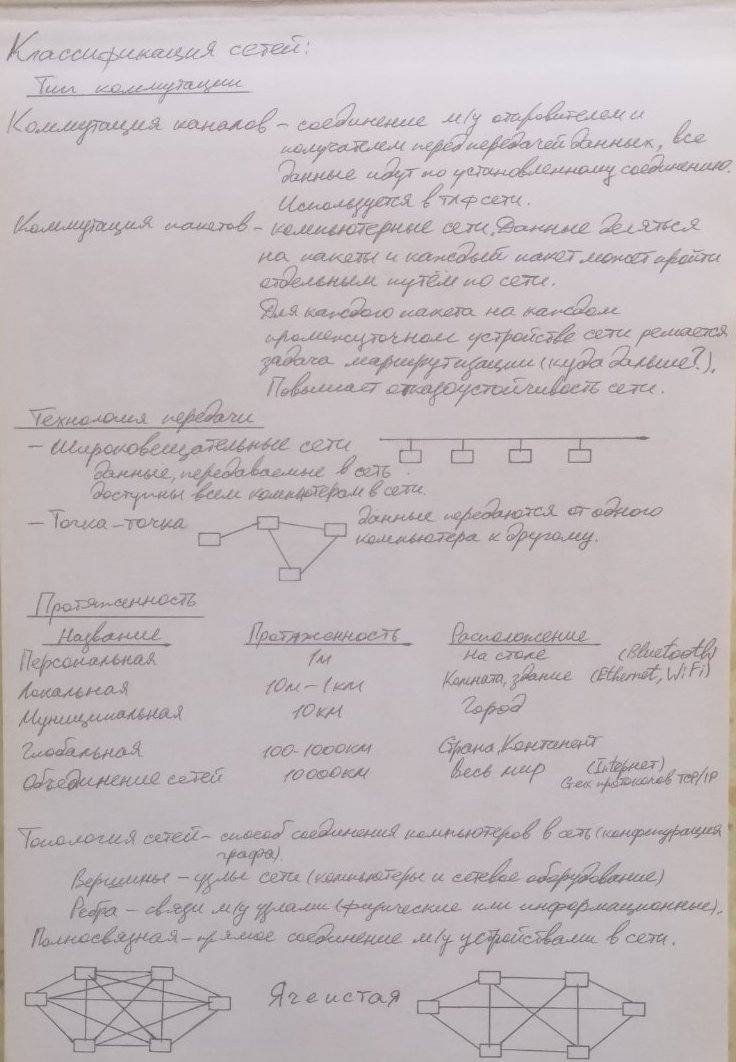 Классификация сетей:
Тип коммутации
Коммутация каналов – соединение м/у отправителем и
получателем перед передачей данных, все
данные идут по установленному соединению.
Используется в тлф сети.
Коммутация пакетов – компьютерные сети. Данные деляться
на пакеты и каждый пакет может пройти
отдельным путём по сети.
Для каждого пакета на каждом
промежуточном устройстве сети решается
задача маршрутизации (куда дальше?).
Повышает отказоустойчивость сети.
Технология передачи
– Широковещательные сети
данные, передаваемые в сеть
доступны всем компьютерам в сети.
– Точка-точка данные передаются от одного
компьютера к другому.
Протяженность
Название Протяженность Расположение
Персональная 1м На столе (Bluetooth)
Локальная 10м – 1км Комната, здание (Ethernet, WiFi)
Муниципальная 10км Город
Глобальная 100-1000км Страна, Континент
Объединение сетей 10000км Весь мир (Internet)
Стек протоколов TCP/IP
Топология сетей – способ соединения компьютеров в сеть (конфигурация
графа).
Вершины – узлы сети (компьютеры и сетевое оборудование)
Ребра – связи м/у узлами (физические или информационные).
Полносвязная – прямое соединение м/у устройствами в сети.
Ячеистая